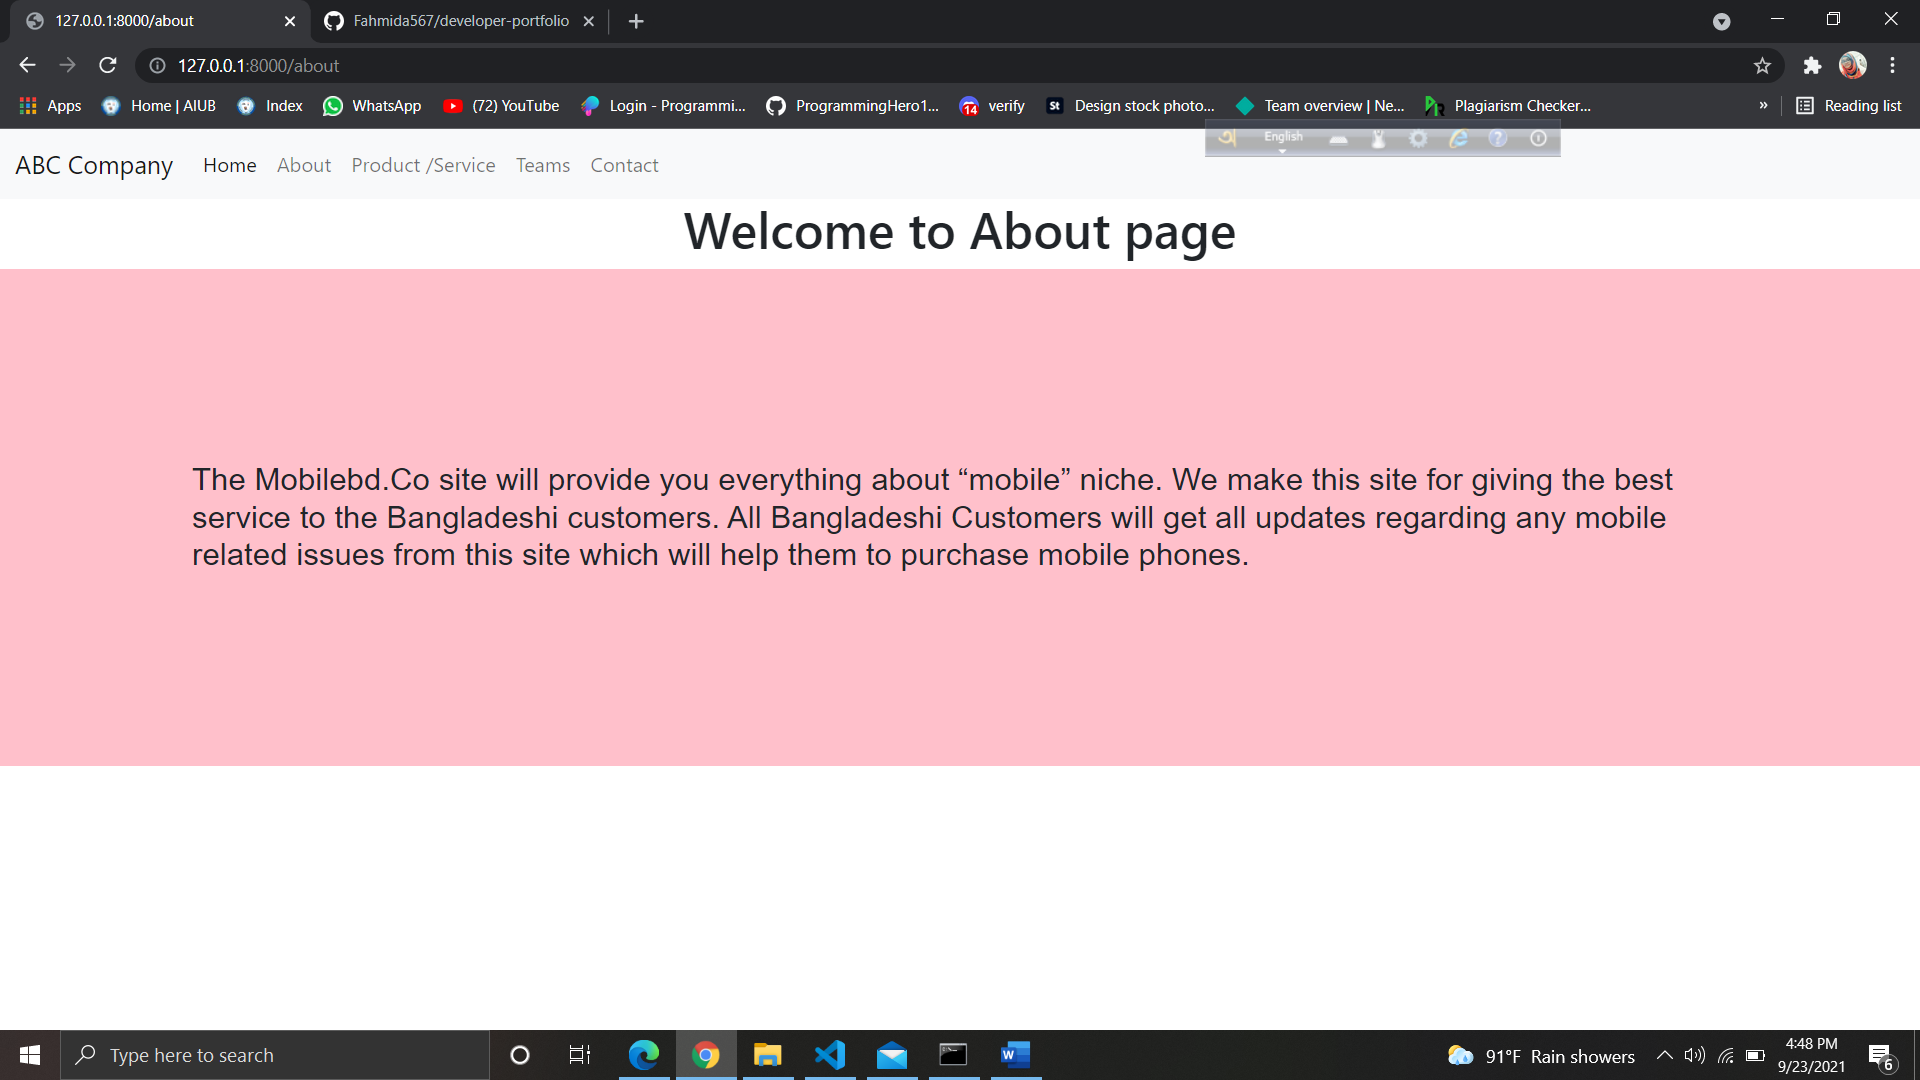 127.0.0.1:8000/about
Fahmida567/developer-portfolio
127.0.0.1:8000/about
Apps
Home | AIUB
Index
WhatsApp
(72) YouTube
Login - Programmi...
ProgrammingHero1...
14
verify
St
Design stock photo...
Team overview | Ne...
Plagiarism Checker...
»
Reading list
অ
English
ABC Company
Home
About
Product /Service
Teams
Contact
Welcome to About page
The Mobilebd.Co site will provide you everything about “mobile” niche. We make this site for giving the best
service to the Bangladeshi customers. All Bangladeshi Customers will get all updates regarding any mobile
related issues from this site which will help them to purchase mobile phones.
Type here to search
W
91°F Rain showers
4:48 PM
9/23/2021
6